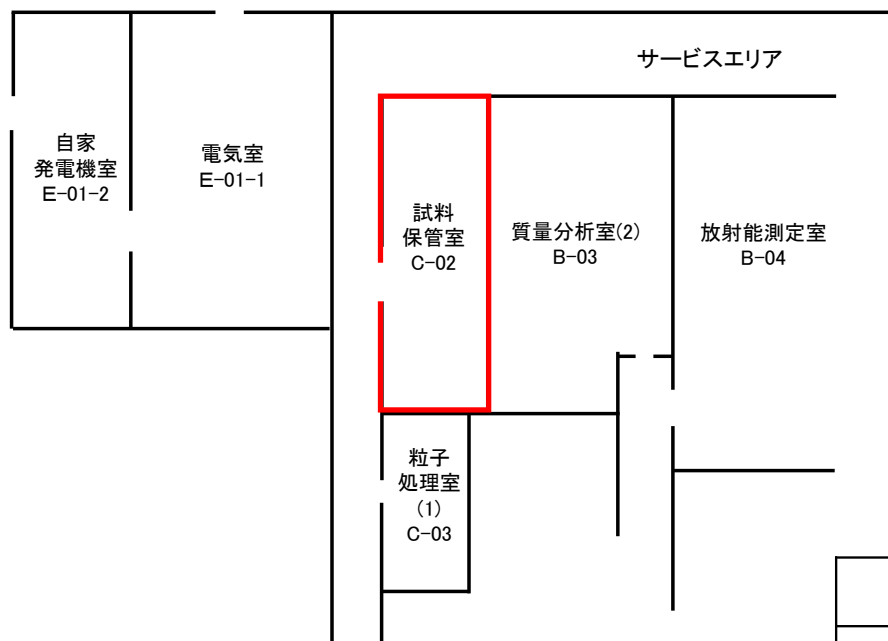 サービスエリア
自家
発電機室
E-01-2
電気室
E-01-1
試料
保管室
C-02
質量分析室(2)
B-03
放射能測定室
B-04
粒子
処理室
(1)
C-03